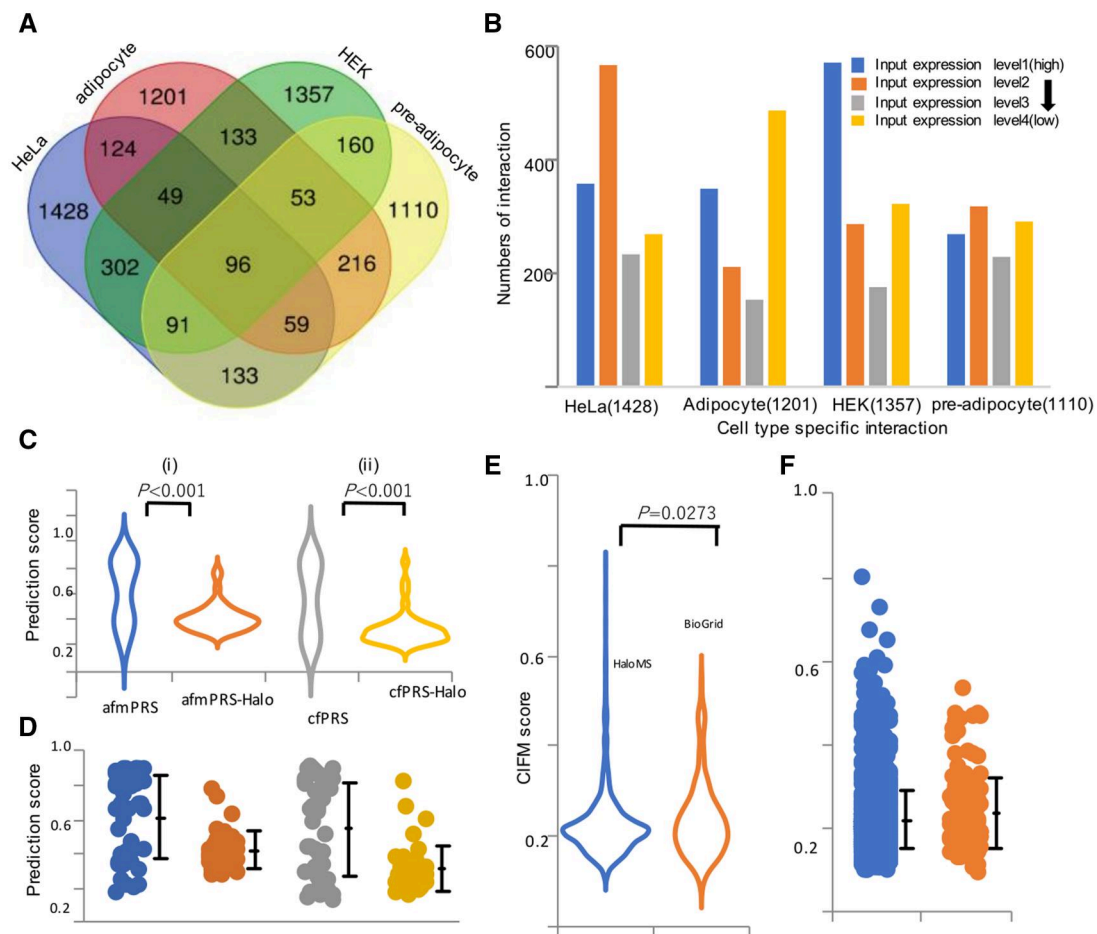 A
adipocyte
HEK
HeLa
pre-adipocyte
1201
1357
124
133
160
1428
49
53
1110
302
96
216
91
59
133
B
600
400
200
Numbers of interaction
Input expression level1(high)
Input expression level2
Input expression level3
Input expression level4(low)
HeLa(1428)
Adipocyte(1201)
HEK(1357)
pre-adipocyte(1110)
Cell type specific interaction
C
(i)
(ii)
P<0.001
P<0.001
1.0
0.6
0.2
Prediction score
afmPRS
afmPRS-Halo
cfPRS
cfPRS-Halo
D
1.0
0.6
0.2
Prediction score
E
1.0
0.6
0.2
CIFM score
P=0.0273
HaloMS
BioGrid
F
1.0
0.6
0.2